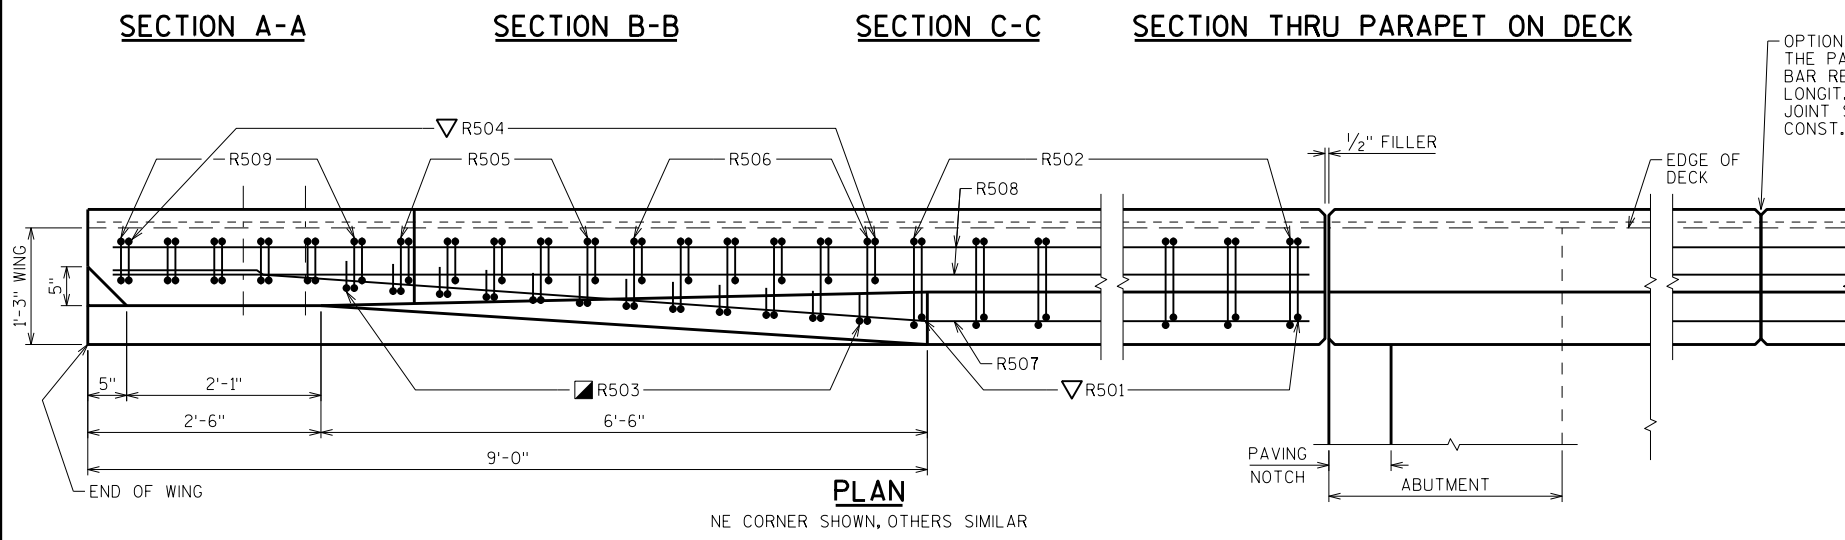 SECTION A-A
SECTION B-B
SECTION C-C
SECTION THRU PARAPET ON DECK
OPTION
THE PA
BAR RE
LONGIT.
JOINT S
CONST.
▽ R504
½" FILLER
R509
R505
R506
R502
EDGE OF
DECK
R508
1'-3" WING
5"
R507
5"
2'-1"
R503
▽ R501
2'-6"
6'-6"
9'-0"
PAVING
NOTCH
ABUTMENT
END OF WING
PLAN
NE CORNER SHOWN, OTHERS SIMILAR